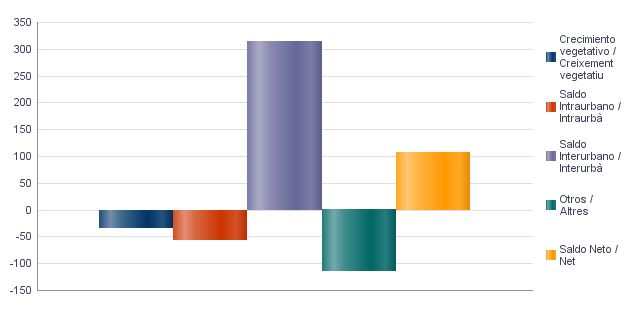 350
300
250
200
150
100
50
0
-50
-100
-150
Crecimiento
vegetativo /
Creixement
vegetatiu
Saldo
Intraurbano /
Intraurbà
Saldo
Interurbano /
Interurbà
Otros /
Altres
Saldo Neto /
Net